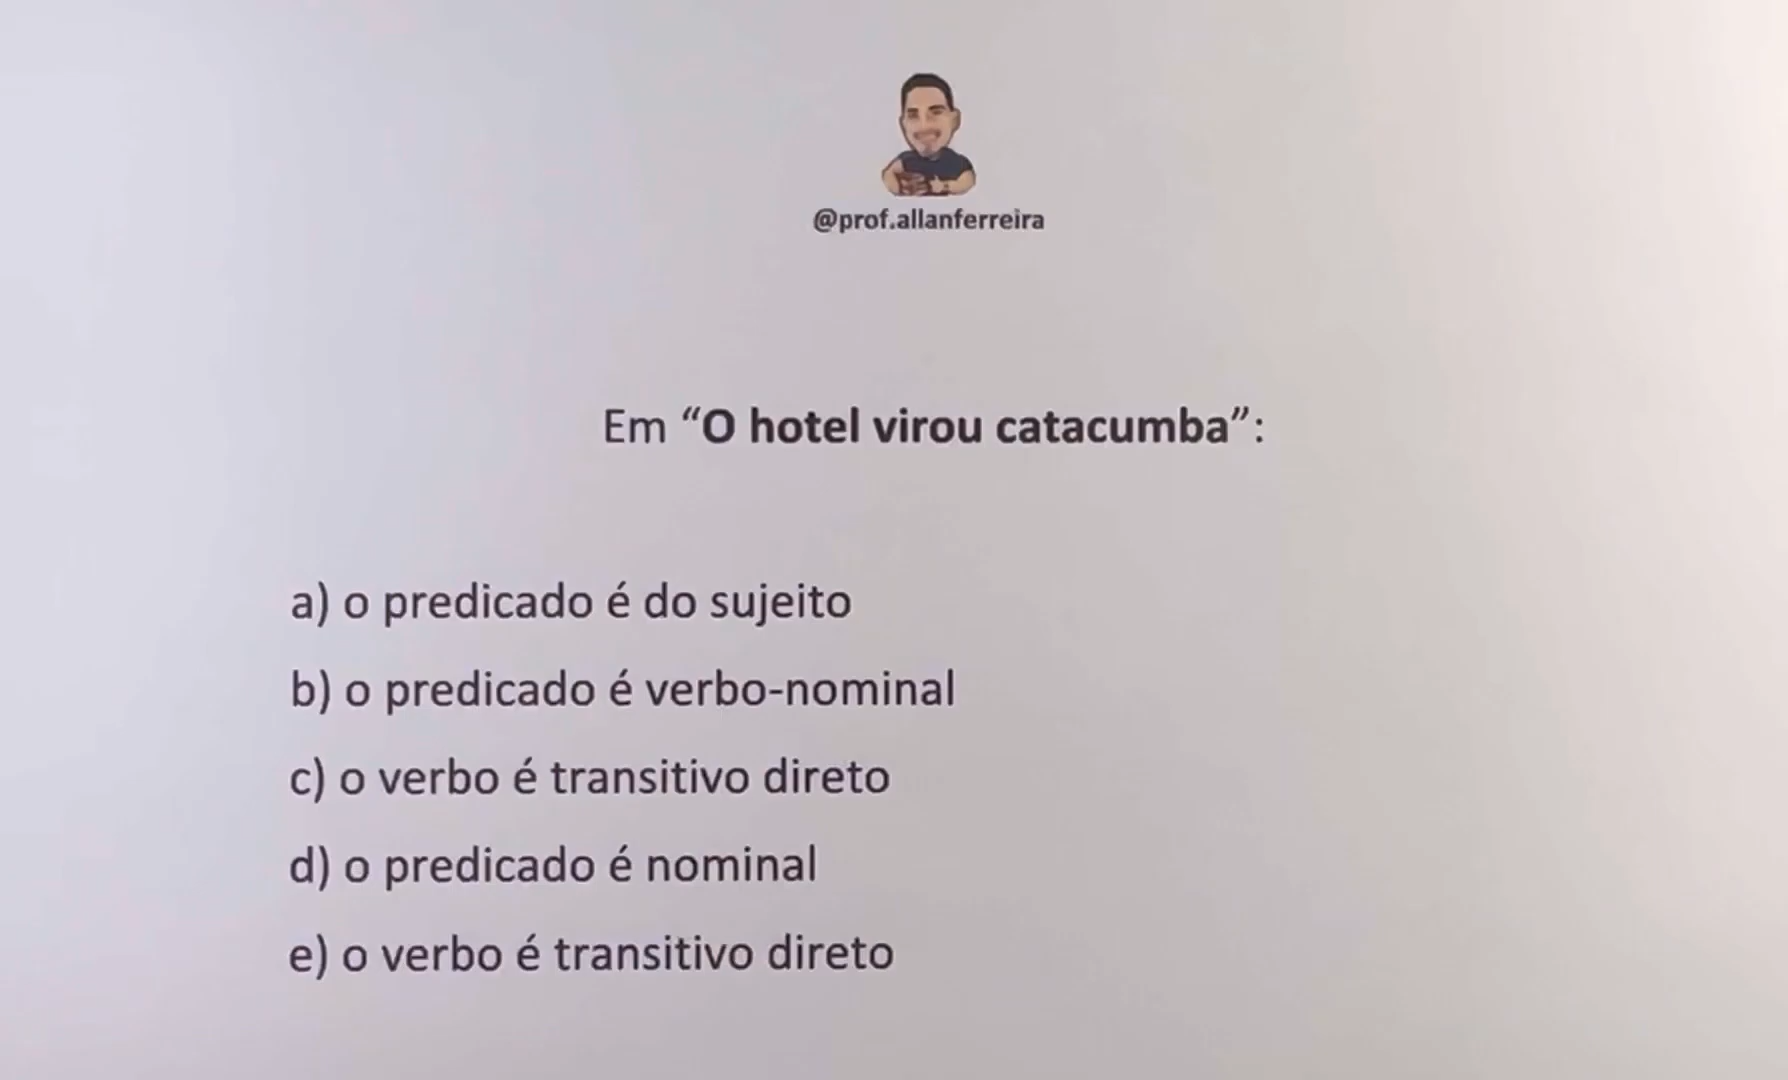 @prof.allanferreira
Em “O hotel virou catacumba”:
a) o predicado é do sujeito
b) o predicado é verbo-nominal
c) o verbo é transitivo direto
d) o predicado é nominal
e) o verbo é transitivo direto